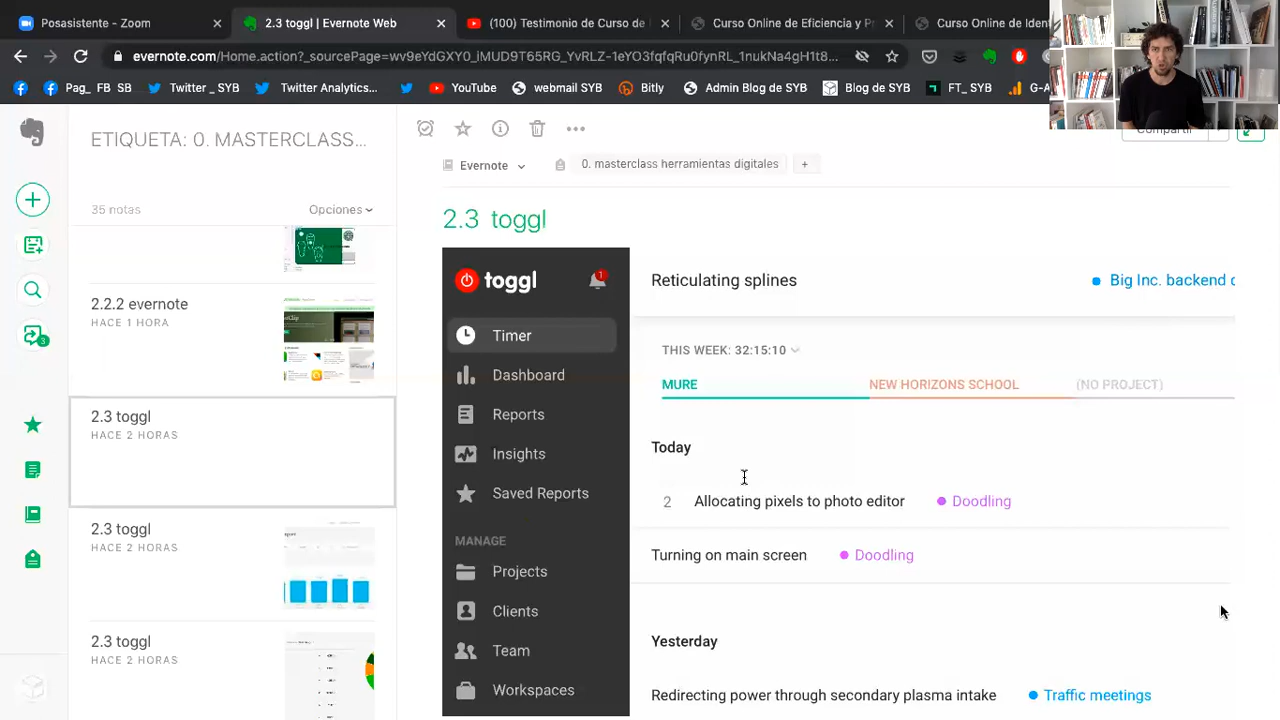 Posasistente - Zoom
2.3 toggl | Evernote Web
(100) Testimonio de Curso de
Curso Online de Eficiencia y Pr
Curso Online de Ident
evernote.com/Home.action?_sourcePage=
Pag_ FB SB
Twitter _ SYB
Twitter Analytics...
YouTube
webmail SYB
Bitly
Admin Blog de SYB
Blog de SYB
FT_ SYB
G-A
ETIQUETA: 0. MASTERCLASS...
35 notas
Opciones
2.2.2 evernote
HACE 1 HORA
2.3 toggl
HACE 2 HORAS
2.3 toggl
HACE 2 HORAS
2.3 toggl
HACE 2 HORAS
3
Evernote
0. masterclass herramientas digitales
+
Compartir
2.3 toggl
toggl
1
Timer
Dashboard
Reports
Insights
Saved Reports
MANAGE
Projects
Clients
Team
Workspaces
Reticulating splines
Big Inc. backend
THIS WEEK: 32:15:10
MURE
NEW HORIZONS SCHOOL
(NO PROJECT)
Today
2 Allocating pixels to photo editor
Doodling
Turning on main screen
Doodling
Yesterday
Redirecting power through secondary plasma intake
Traffic meetings